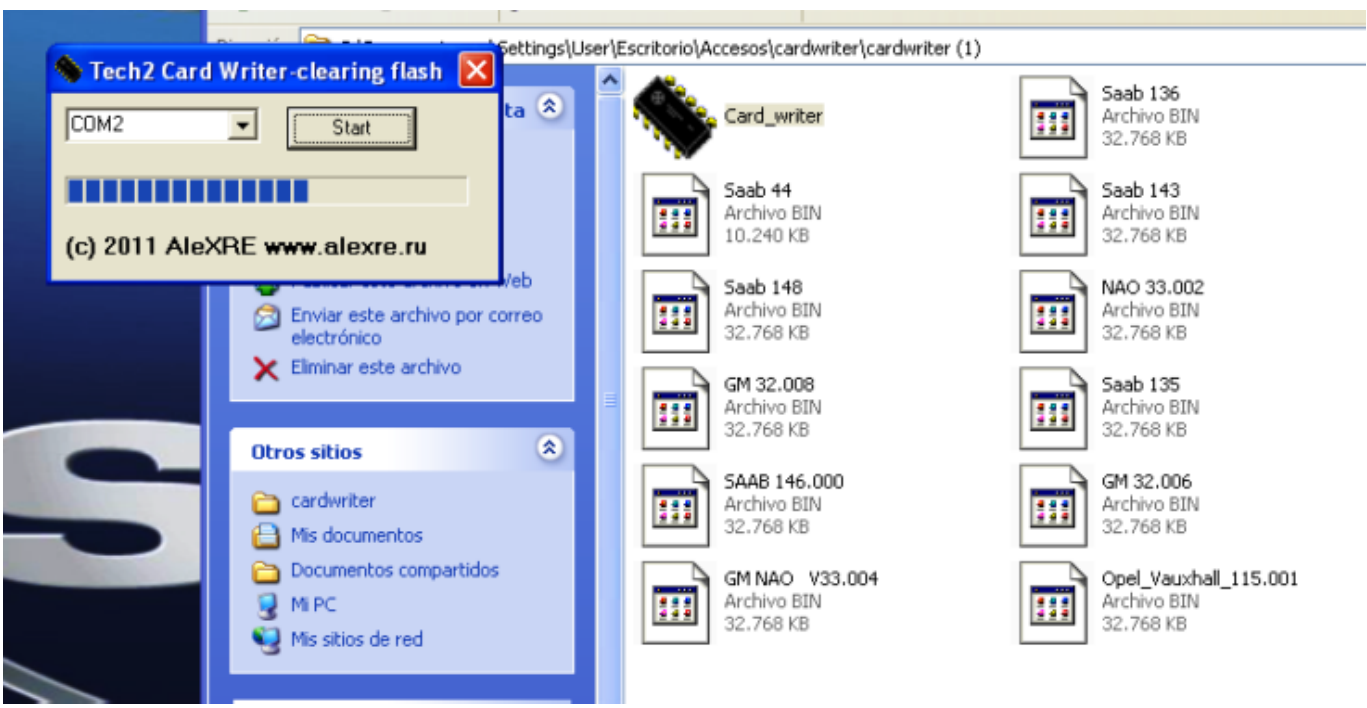 Tech2 Card Writer-clearing flash
COM2
Start
(c) 2011 AleXRE www.alexre.ru
Settings\User\Escritorio\Accesos\cardwriter\cardwriter (1)
ta
Web
Enviar este archivo por correo
electrónico
Eliminar este archivo
Otros sitios
cardwriter
Mis documentos
Documentos compartidos
Mi PC
Mis sitios de red
Card_writer
Saab 136
Archivo BIN
32.768 KB
Saab 44
Archivo BIN
10.240 KB
Saab 143
Archivo BIN
32.768 KB
Saab 148
Archivo BIN
32.768 KB
NAO 33.002
Archivo BIN
32.768 KB
GM 32.008
Archivo BIN
32.768 KB
Saab 135
Archivo BIN
32.768 KB
SAAB 146.000
Archivo BIN
32.768 KB
GM 32.006
Archivo BIN
32.768 KB
GM NAO   V33.004
Archivo BIN
32.768 KB
Opel_Vauxhall_115.001
Archivo BIN
32.768 KB